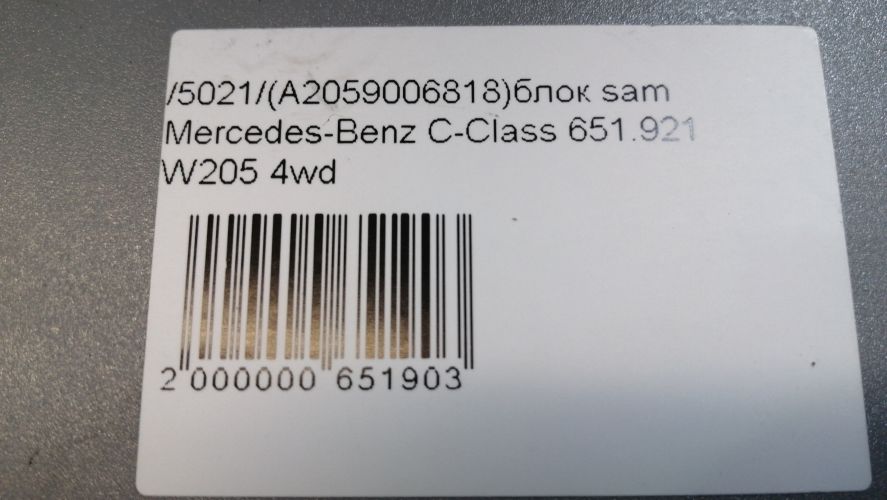 /5021/(A2059006818)блок sam
Mercedes-Benz C-Class 651.921
W205 4wd
2 000000 651903